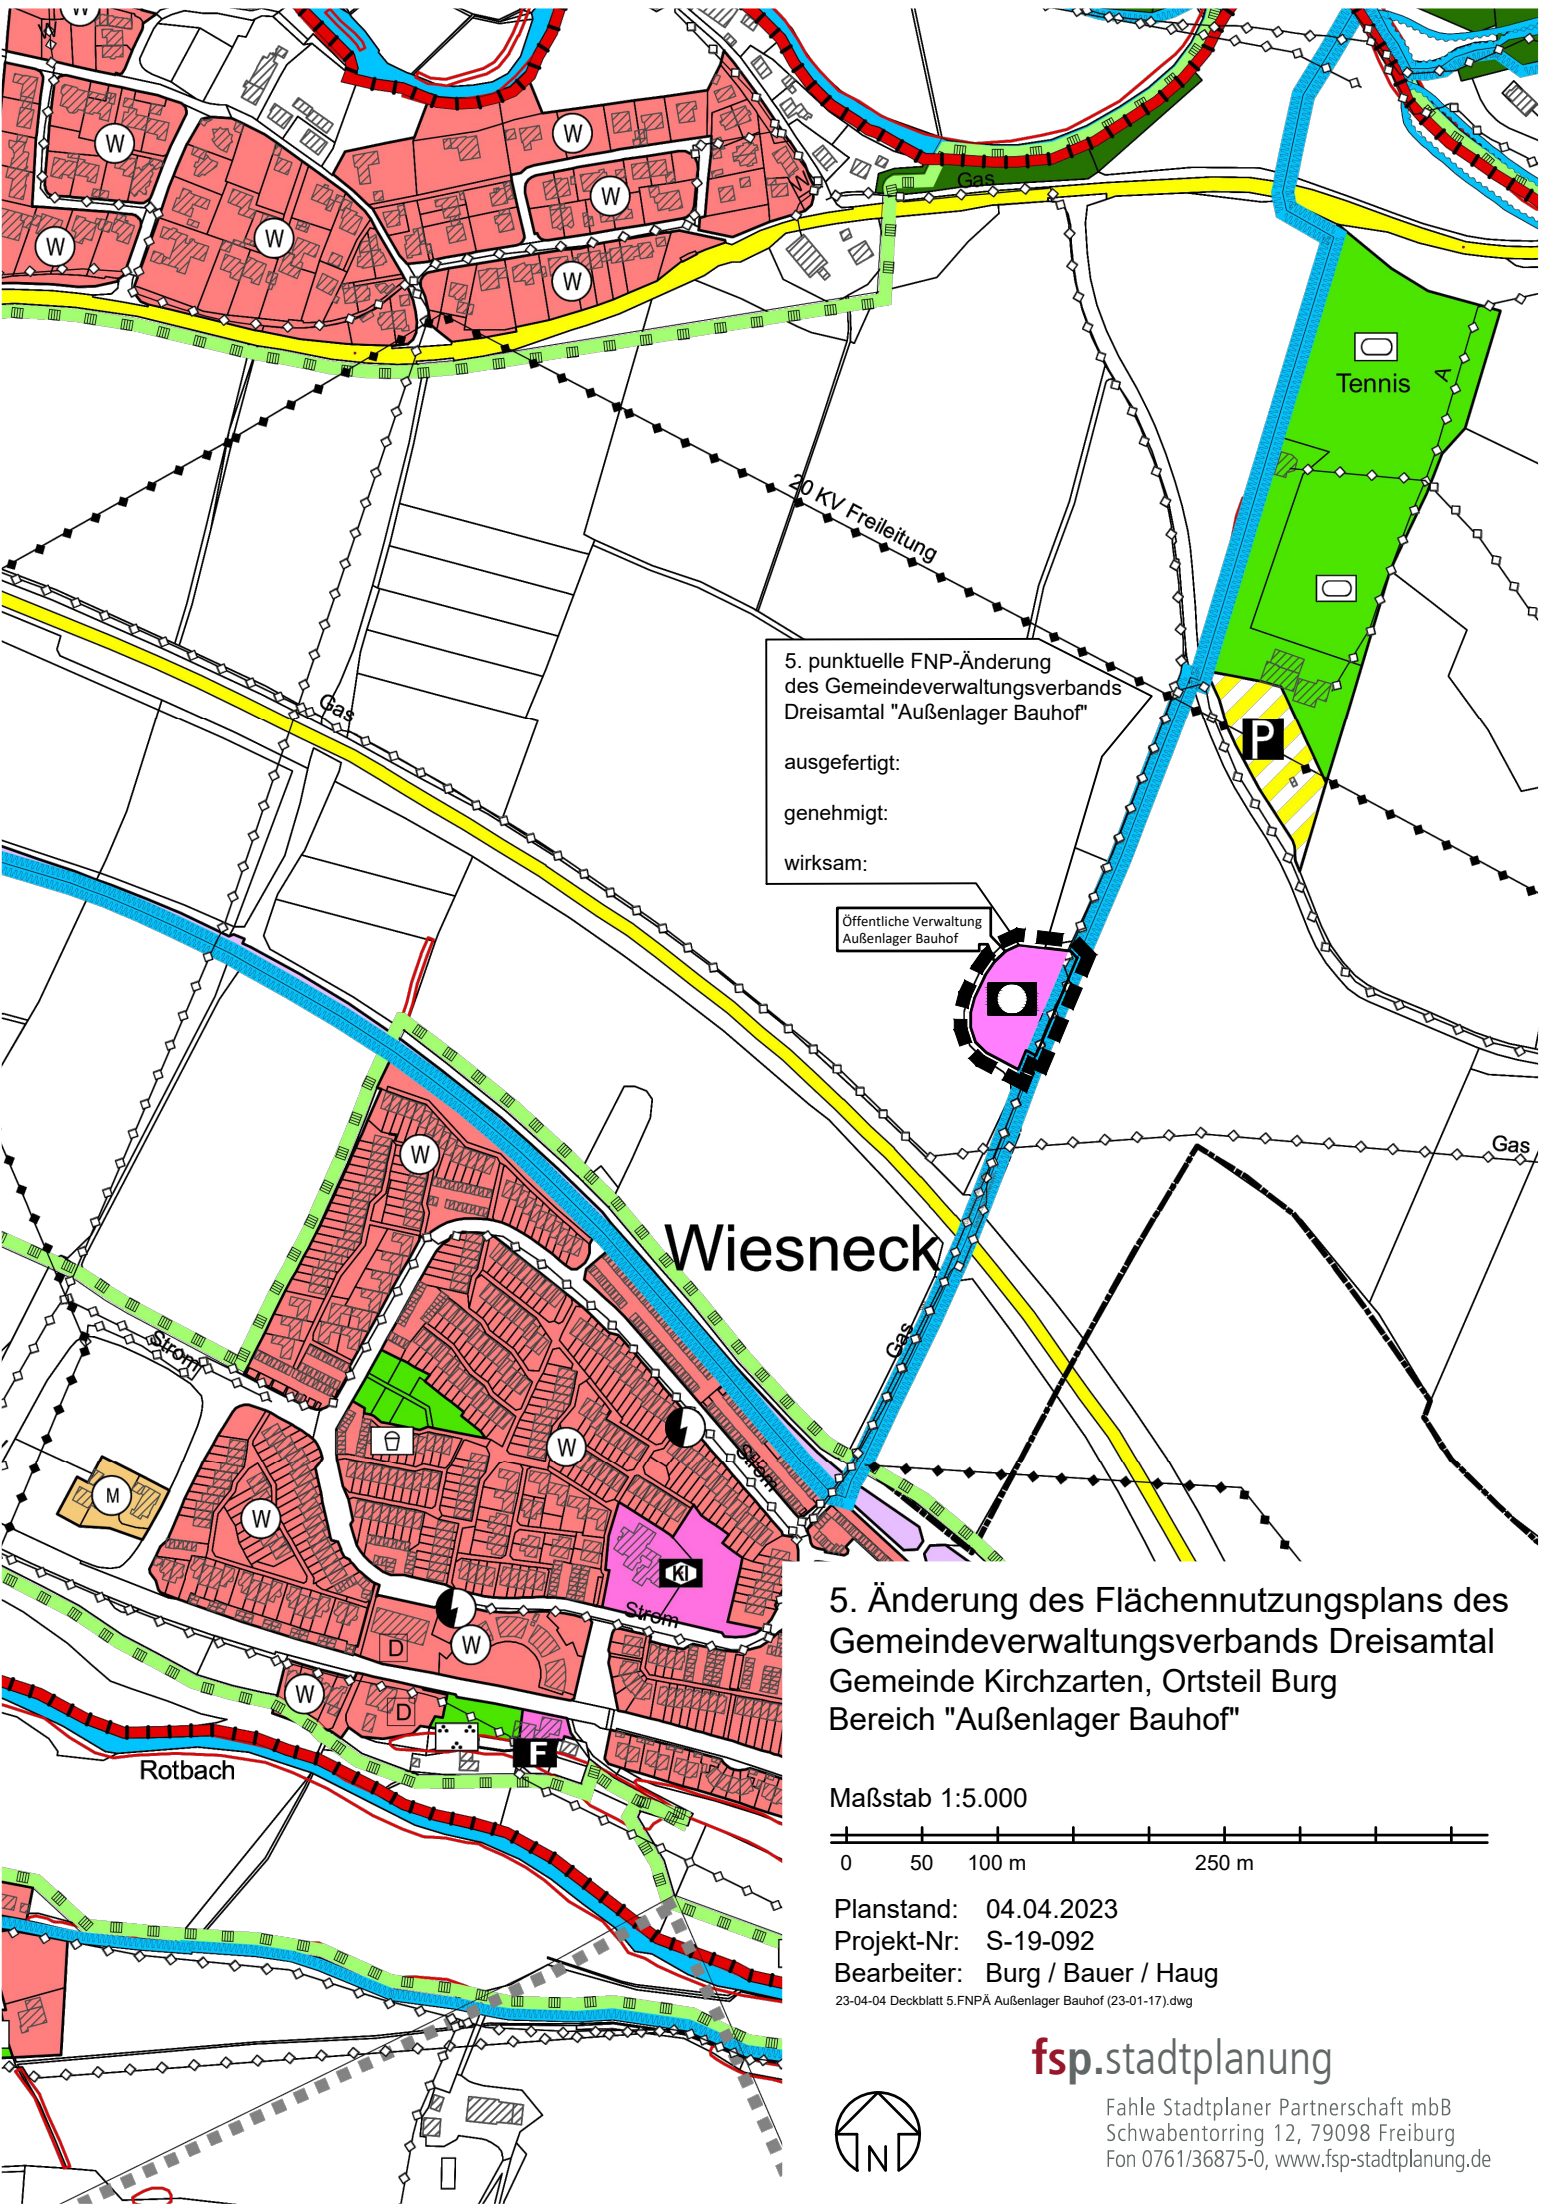 W
W
W
W
W
W
W
W
W
W
Gas
Tennis
A
20 KV Freileitung
Gas
5. punktuelle FNP-Änderung
des Gemeindeverwaltungsverbands
Dreisamtal "Außenlager Bauhof"
ausgefertigt:
genehmigt:
wirksam:
P
Öffentliche Verwaltung
Außenlager Bauhof
Gas
W
Wiesneck
Gas
Strom
W
Strom
M
W
KI
Strom
D
W
W
D
F
Rotbach
5. Änderung des Flächennutzungsplans des
Gemeindeverwaltungsverbands Dreisamtal
Gemeinde Kirchzarten, Ortsteil Burg
Bereich "Außenlager Bauhof"
Maßstab 1:5.000
0 50 100 m 250 m
Planstand: 04.04.2023
Projekt-Nr: S-19-092
Bearbeiter: Burg / Bauer / Haug
23-04-04 Deckblatt 5.FNPÄ Außenlager Bauhof (23-01-17).dwg
fsp.stadtplanung
Fahle Stadtplaner Partnerschaft mbB
Schwabentorring 12, 79098 Freiburg
Fon 0761/36875-0, www.fsp-stadtplanung.de
N